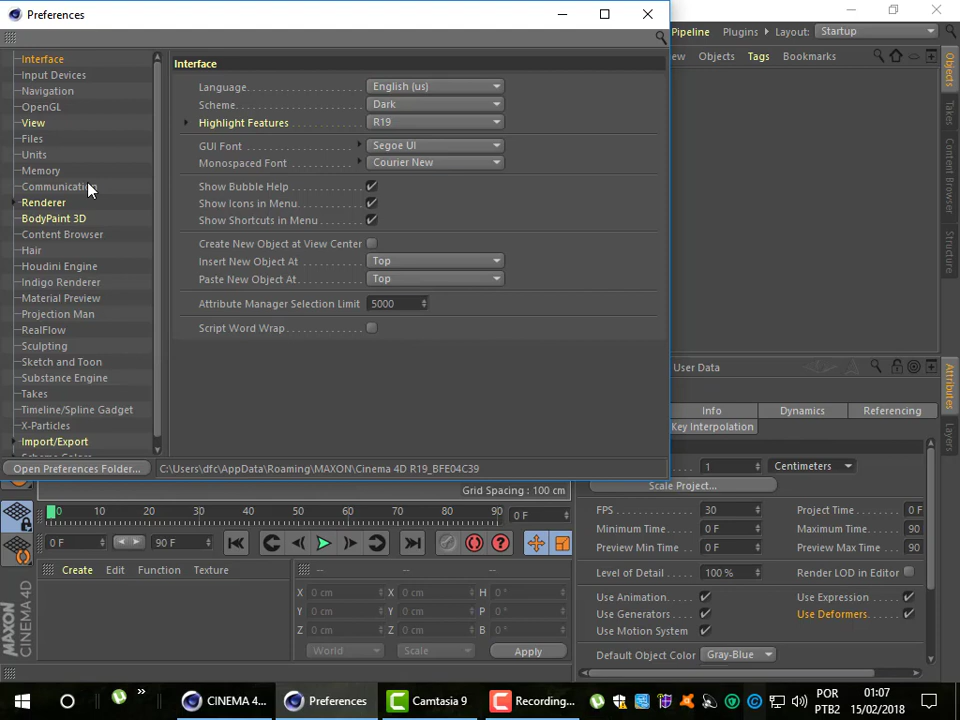 Preferences
Pipeline Plugins Layout: Startup
Interface
Input Devices
Navigation
OpenGL
View
Files
Units
Memory
Communication
Renderer
BodyPaint 3D
Content Browser
Hair
Houdini Engine
Indigo Renderer
Material Preview
Projection Man
RealFlow
Sculpting
Sketch and Toon
Substance Engine
Takes
Timeline/Spline Gadget
X-Particles
Import/Export
Open Preferences Folder...
Interface
Language English (us)
Scheme Dark
Highlight Features R19
GUI Font Segoe UI
Monospaced Font Courier New
Show Bubble Help
Show Icons in Menu
Show Shortcuts in Menu
Create New Object at View Center
Insert New Object At Top
Paste New Object At Top
Attribute Manager Selection Limit 5000
Script Word Wrap
C:\Users\dfc\AppData\Roaming\MAXON\Cinema 4D R19_BFE04C39
ew Objects Tags Bookmarks
Objects
Takes
Content Browser
Structure
User Data
Info Dynamics Referencing
Key Interpolation
Attributes
Layers
1 Centimeters
Scale Project...
FPS 30 Project Time 0 F
Minimum Time 0 F Maximum Time 90
Preview Min Time 0 F Preview Max Time 90
Level of Detail 100 % Render LOD in Editor
Use Animation Use Expression
Use Generators Use Deformers
Use Motion System
Default Object Color Gray-Blue
Grid Spacing : 100 cm
0 10 20 30 40 50 60 70 80 90 0 F
0 F 90 F
Create Edit Function Texture
-- --
X 0 cm X 0 cm H 0 °
Y 0 cm Y 0 cm P 0 °
Z 0 cm Z 0 cm B 0 °
World Scale Apply
MAXON
CINEMA 4D
CINEMA 4... Preferences Camtasia 9 Recording...
POR
PTB2
01:07
15/02/2018